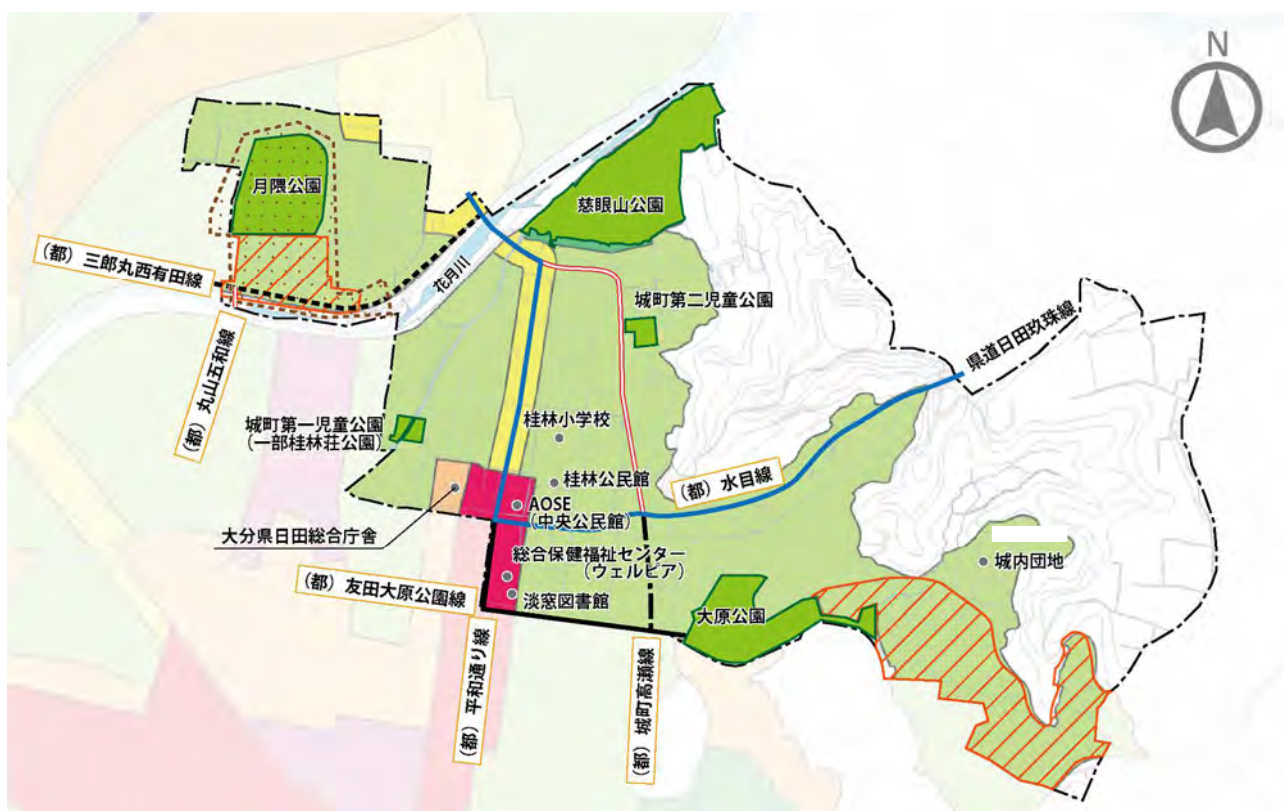 N
月隈公園
慈眼山公園
(都)三郎丸西有田線
花月川
(都)丸山五和線
城町第二児童公園
県道日田玖珠線
城町第一児童公園
(一部桂林荘公園)
桂林小学校
桂林公民館
(都)水目線
AOSE
(中央公民館)
大分県日田総合庁舎
城内団地
総合保健福祉センター
(ウェルピア)
(都)友田大原公園線
淡窓図書館
大原公園
(都)平和通り線
(都)城町高瀬線